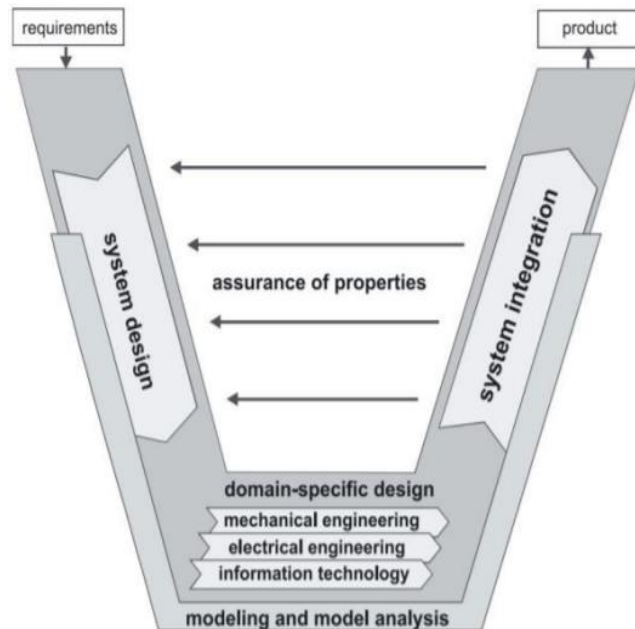 requirements
product
system design
assurance of properties
system integration
domain-specific design
mechanical engineering
electrical engineering
information technology
modeling and model analysis